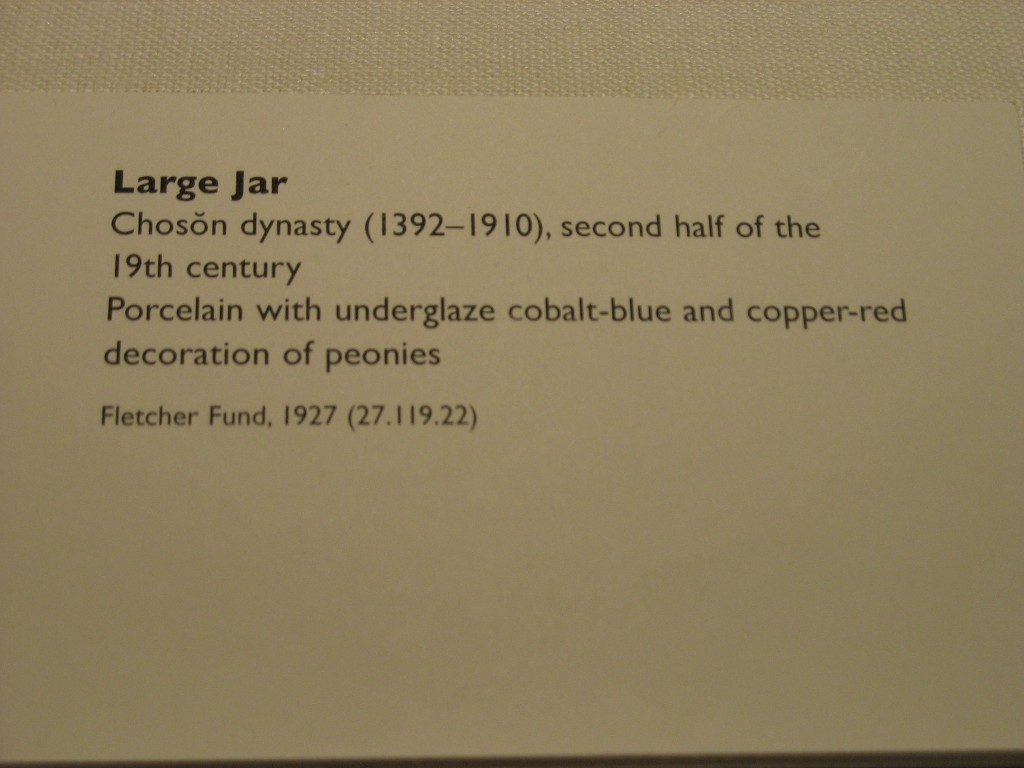 Large Jar
Chosŏn dynasty (1392–1910), second half of the
19th century
Porcelain with underglaze cobalt-blue and copper-red
decoration of peonies
Fletcher Fund, 1927 (27.119.22)